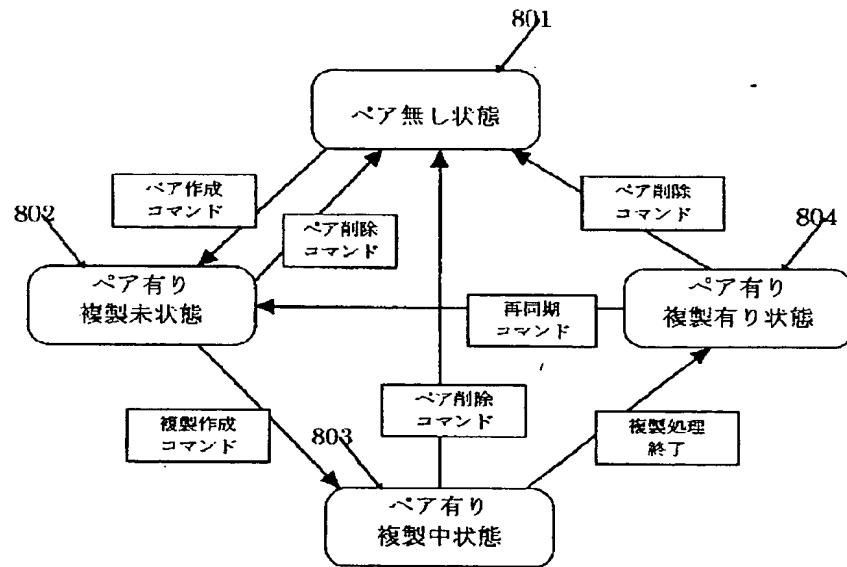 801
ペア無し状態
ペア作成
コマンド
ペア削除
コマンド
802
ペア削除
コマンド
804
ペア有り
複製未状態
再同期
コマンド
ペア有り
複製有り状態
複製作成
コマンド
803
ペア削除
コマンド
複製処理
終了
ペア有り
複製中状態